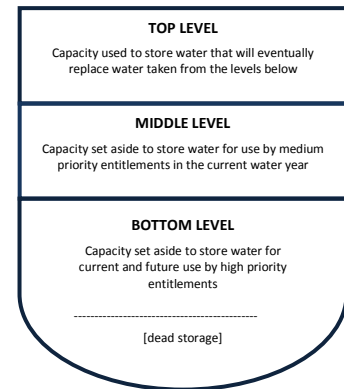 TOP LEVEL
Capacity used to store water that will eventually
replace water taken from the levels below
MIDDLE LEVEL
Capacity set aside to store water for use by medium
priority entitlements in the current water year
BOTTOM LEVEL
Capacity set aside to store water for
current and future use by high priority
entitlements
--------------------------------------------
[dead storage]